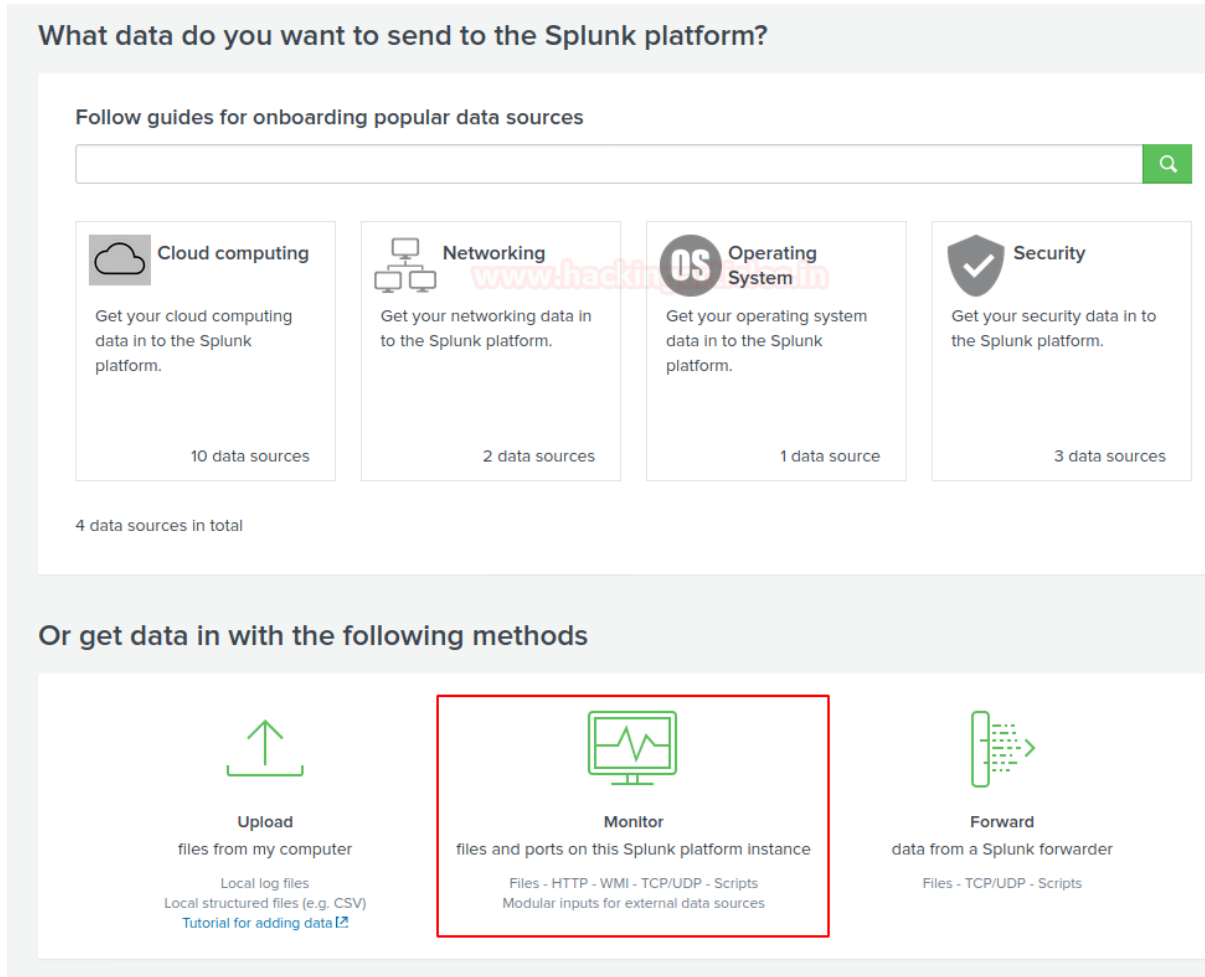 What data do you want to send to the Splunk platform?
Follow guides for onboarding popular data sources
Cloud computing
Get your cloud computing
data in to the Splunk
platform.
10 data sources
Networking
Get your networking data in
to the Splunk platform.
2 data sources
OS
Operating
System
Get your operating system
data in to the Splunk
platform.
1 data source
Security
Get your security data in to
the Splunk platform.
3 data sources
4 data sources in total
Or get data in with the following methods
Upload
files from my computer
Local log files
Local structured files (e.g. CSV)
Tutorial for adding data
Monitor
files and ports on this Splunk platform instance
Files - HTTP - WMI - TCP/UDP - Scripts
Modular inputs for external data sources
Forward
data from a Splunk forwarder
Files - TCP/UDP - Scripts